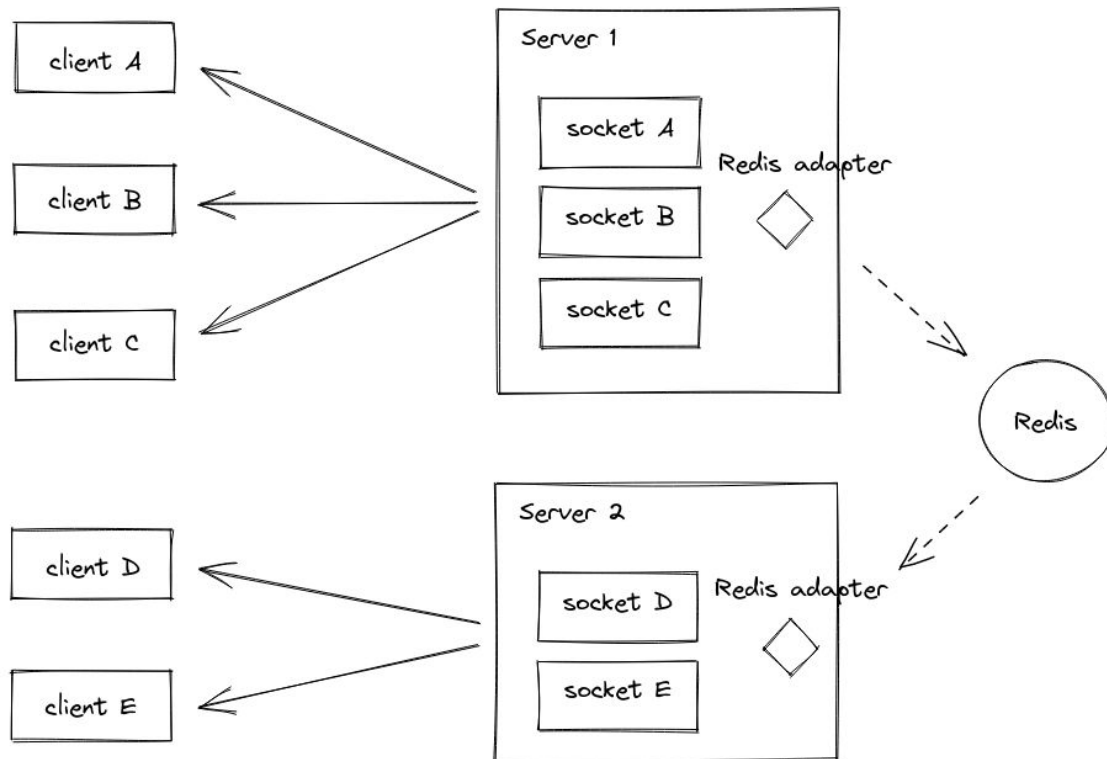 client A
client B
client C
Server 1
socket A
socket B
socket C
Redis adapter
Redis
client D
client E
Server 2
socket D
socket E
Redis adapter